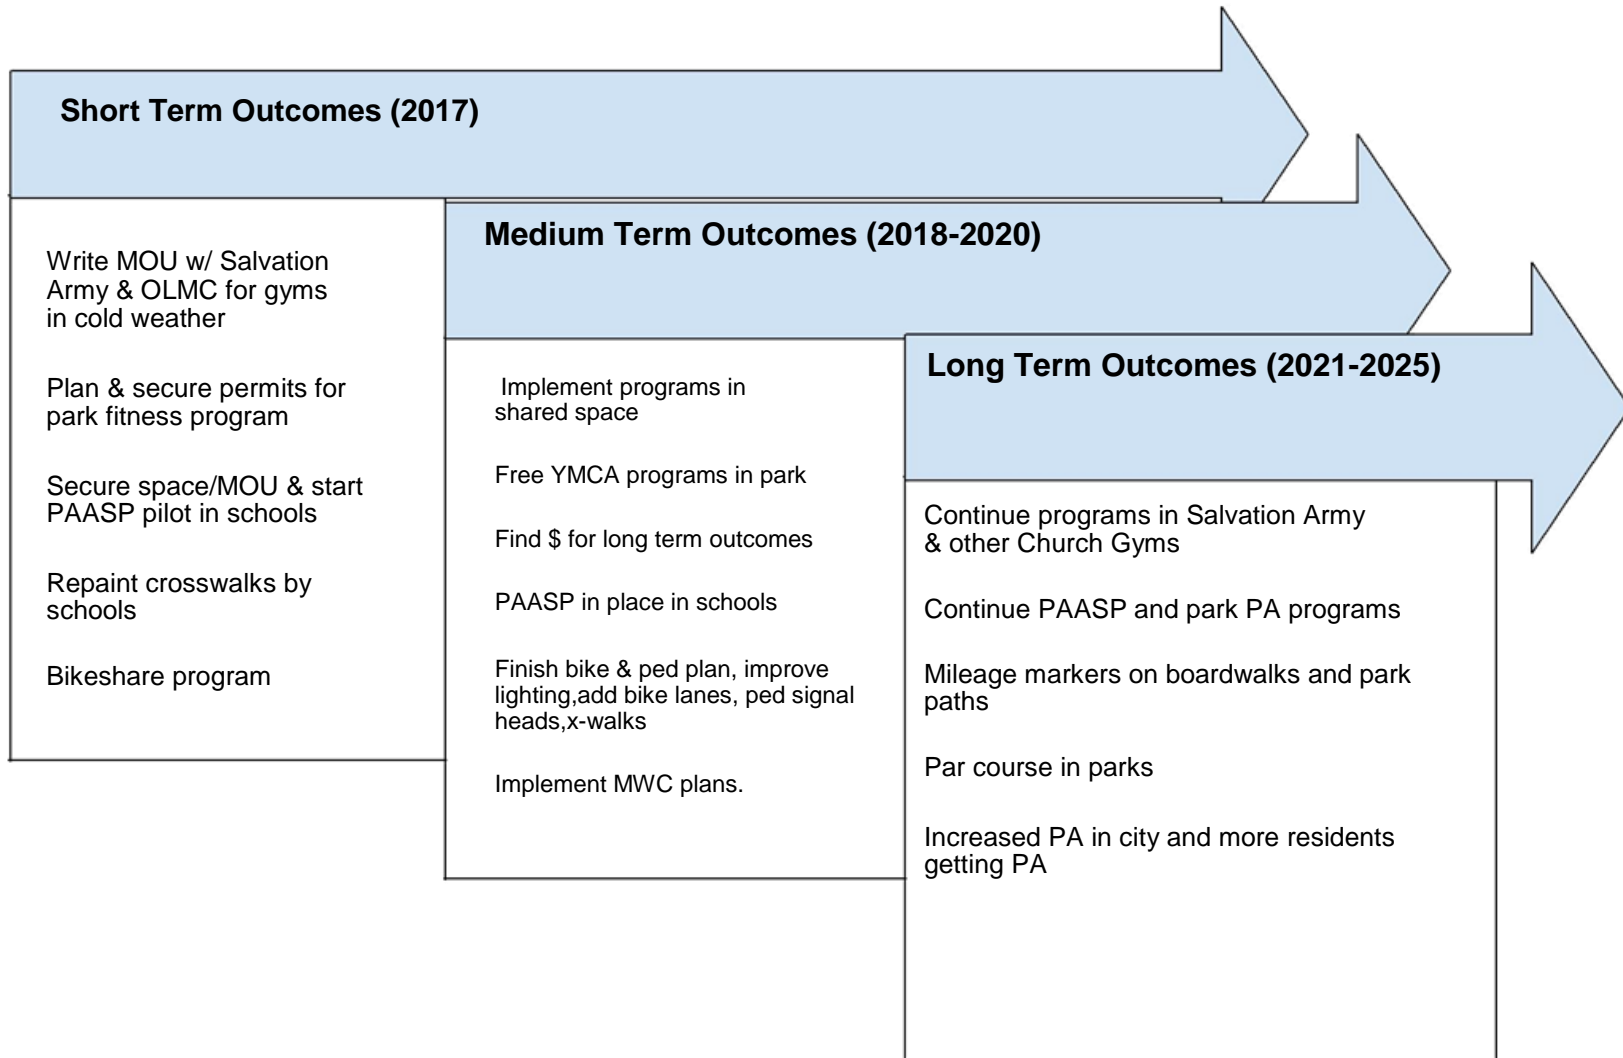 Short Term Outcomes (2017)
Write MOU w/ Salvation
Army & OLMC for gyms
in cold weather
Plan & secure permits for
park fitness program
Secure space/MOU & start
PAASP pilot in schools
Repaint crosswalks by
schools
Bikeshare program
Medium Term Outcomes (2018-2020)
Implement programs in
shared space
Free YMCA programs in park
Find $ for long term outcomes
PAASP in place in schools
Finish bike & ped plan, improve
lighting,add bike lanes, ped signal
heads,x-walks
Implement MWC plans.
Long Term Outcomes (2021-2025)
Continue programs in Salvation Army
& other Church Gyms
Continue PAASP and park PA programs
Mileage markers on boardwalks and park
paths
Par course in parks
Increased PA in city and more residents
getting PA